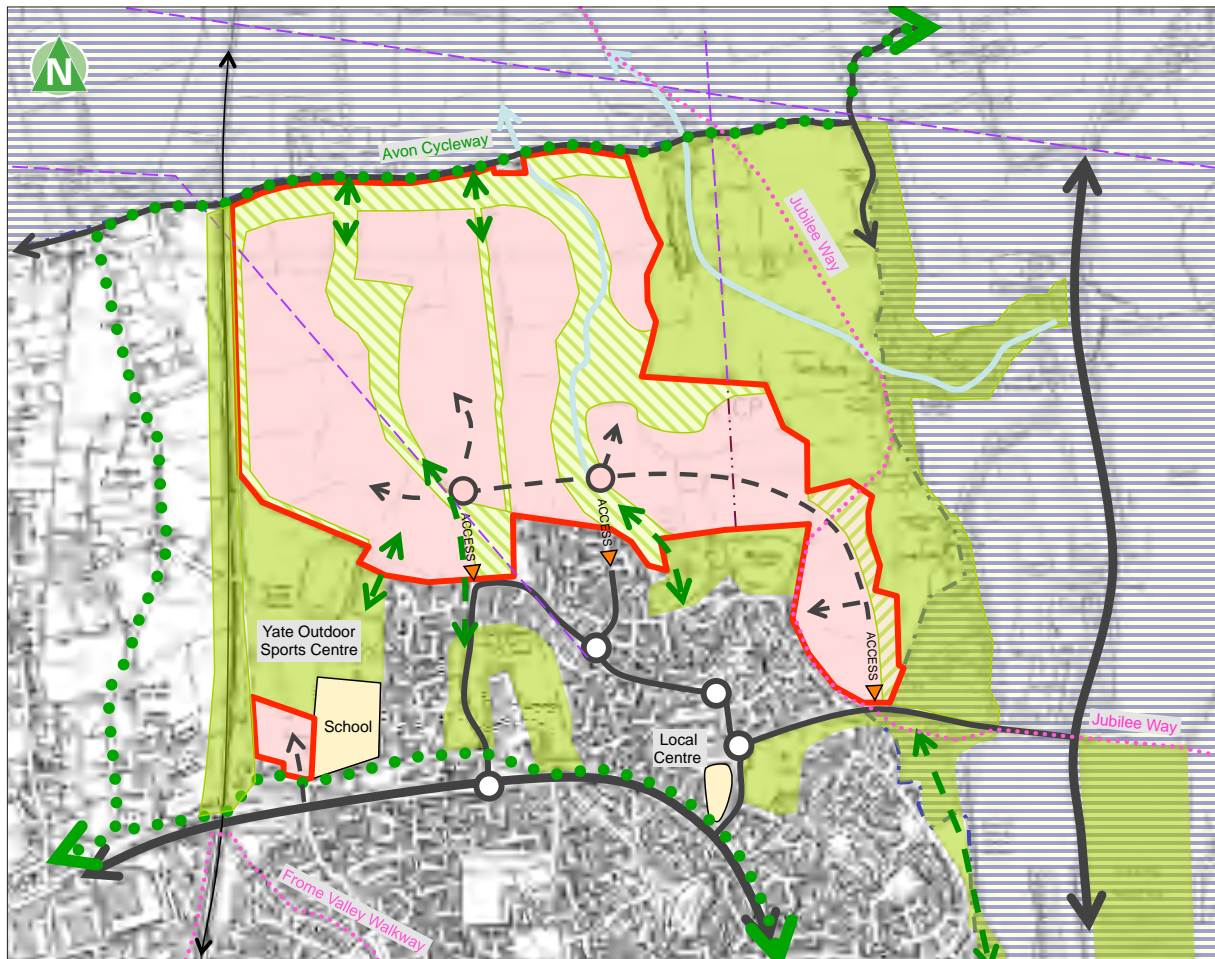 N
Avon Cycleway
Jubilee Way
CP
ACCESS
ACCESS
Yate Outdoor
Sports Centre
ACCESS
School
Local
Centre
Jubilee Way
Frome Valley Walkway